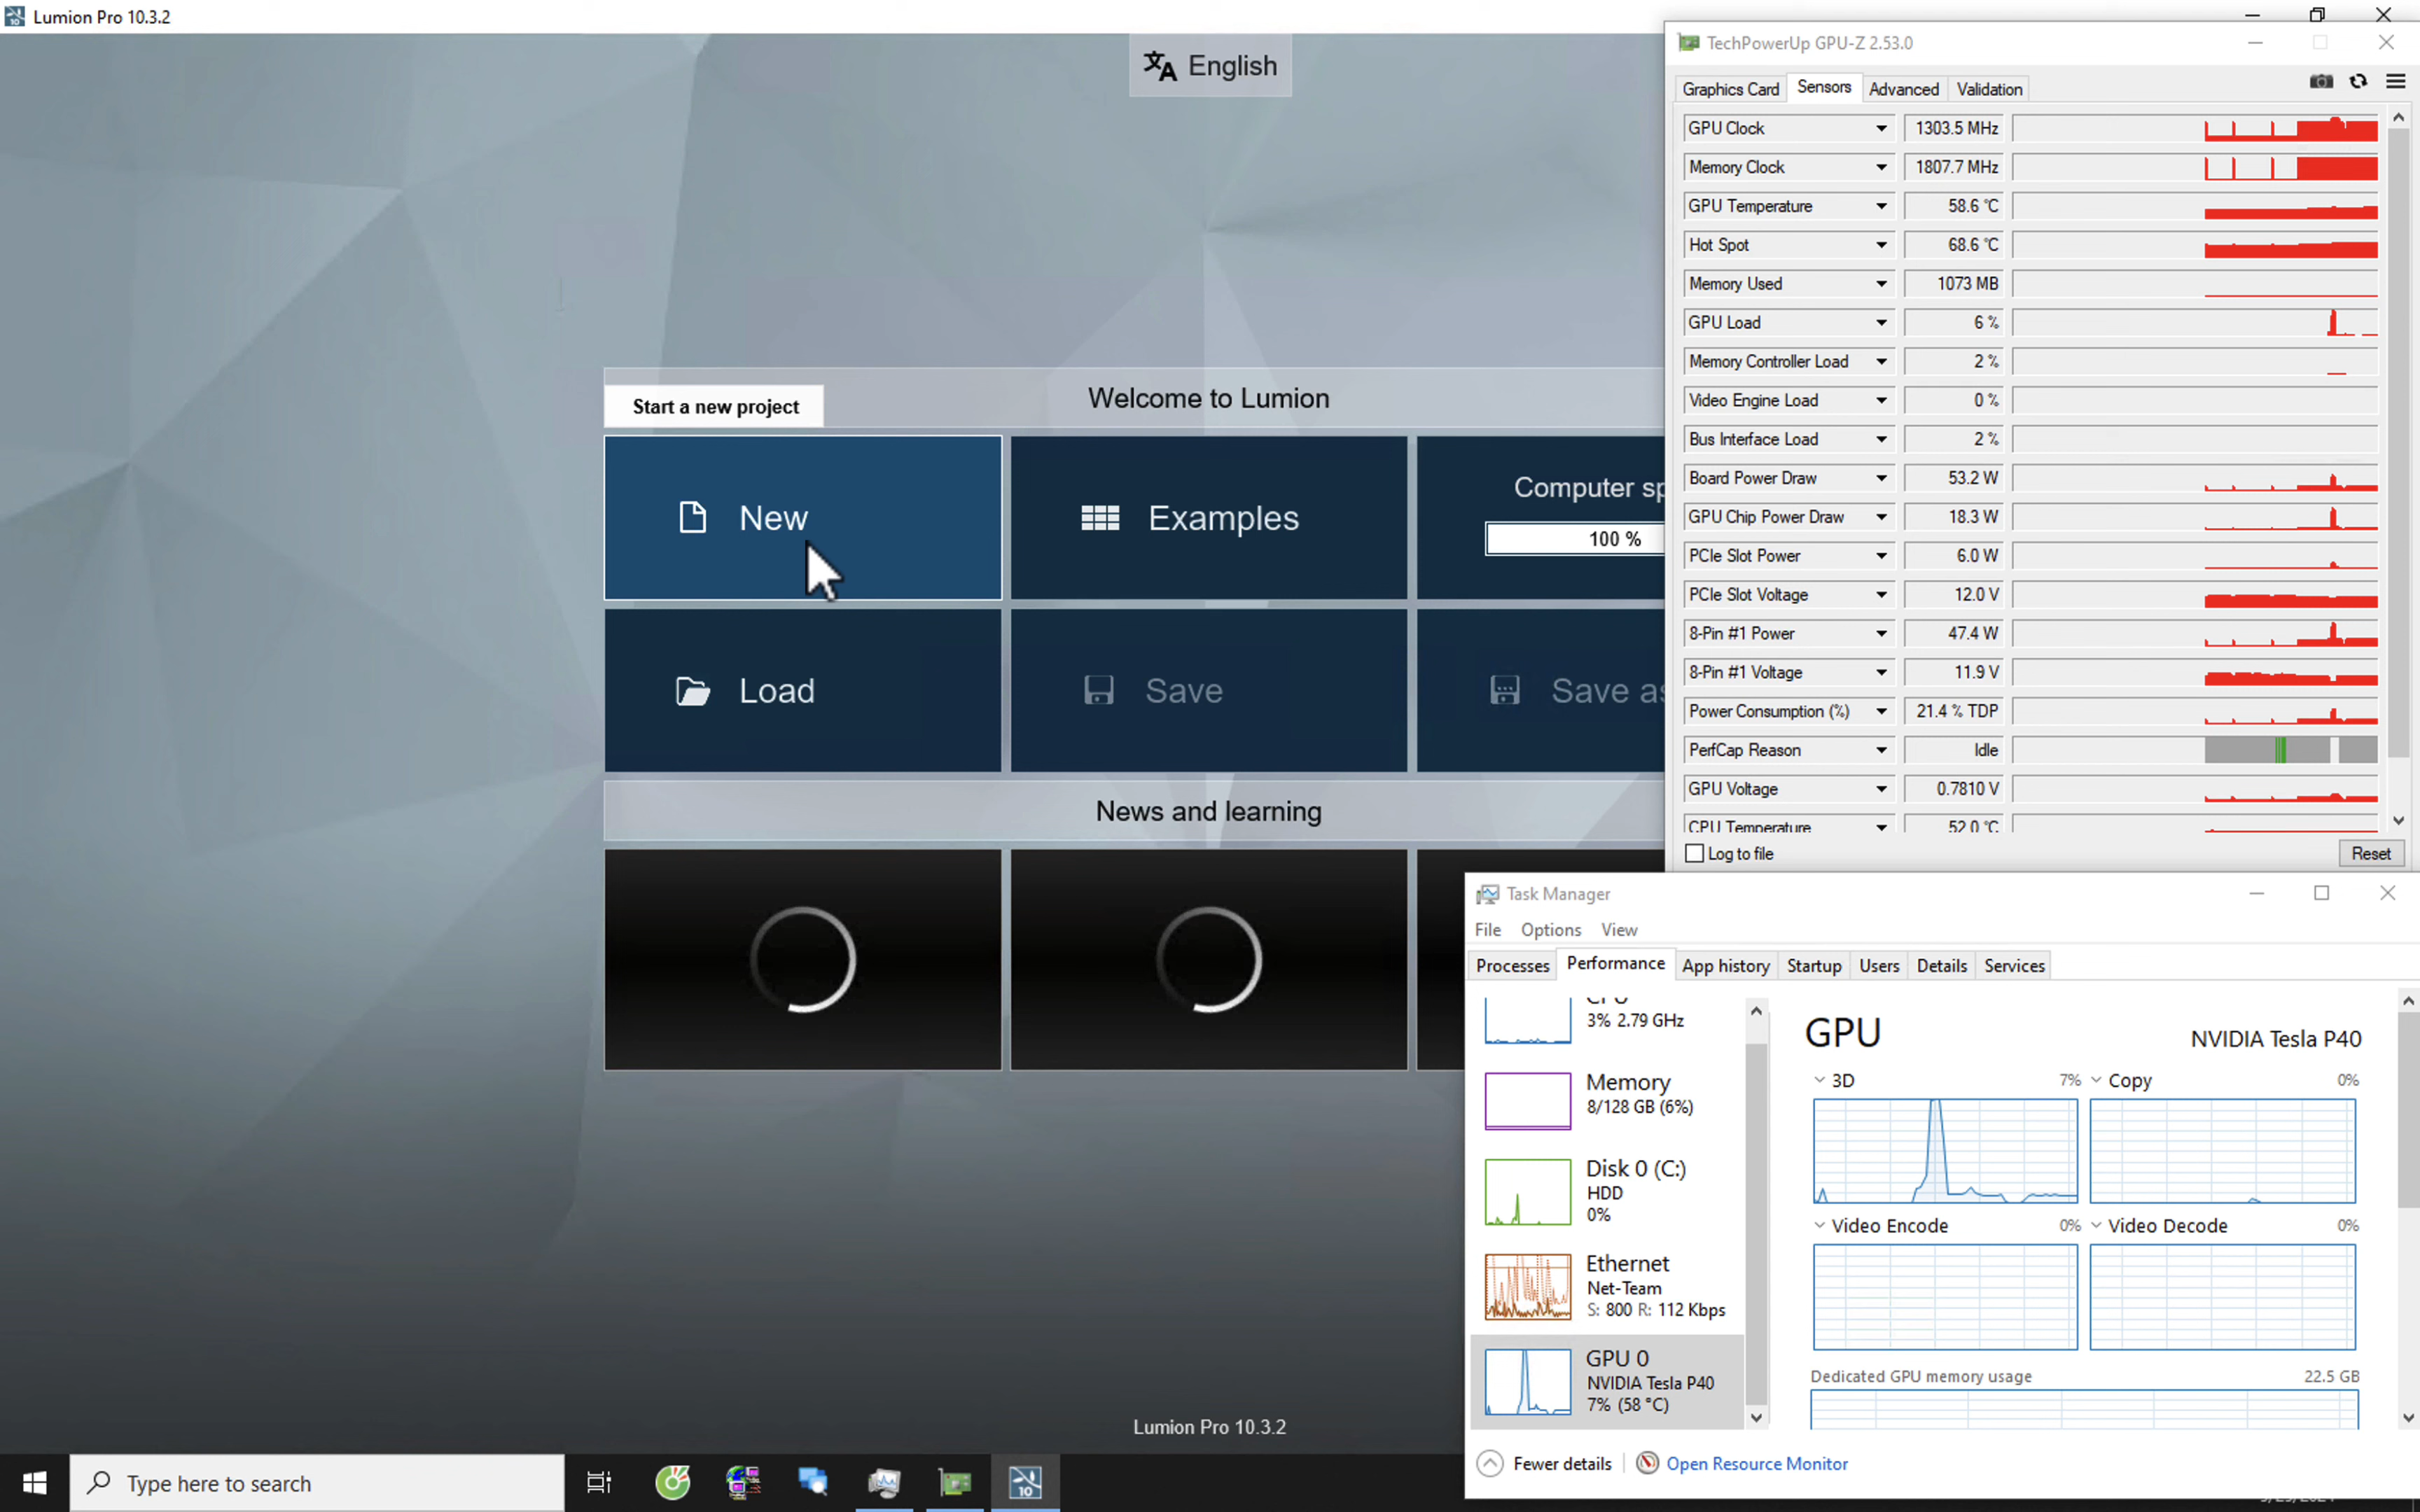 Lumion Pro 10.3.2
English
Start a new project
Welcome to Lumion
New
Examples
Computer sp
100 %
Load
Save
Save as
News and learning
Lumion Pro 10.3.2
TechPowerUp GPU-Z 2.53.0
Graphics Card Sensors Advanced Validation
GPU Clock 1303.5 MHz
Memory Clock 1807.7 MHz
GPU Temperature 58.6 °C
Hot Spot 68.6 °C
Memory Used 1073 MB
GPU Load 6 %
Memory Controller Load 2 %
Video Engine Load 0 %
Bus Interface Load 2 %
Board Power Draw 53.2 W
GPU Chip Power Draw 18.3 W
PCIe Slot Power 6.0 W
PCIe Slot Voltage 12.0 V
8-Pin #1 Power 47.4 W
8-Pin #1 Voltage 11.9 V
Power Consumption (%) 21.4 % TDP
PerfCap Reason Idle
GPU Voltage 0.7810 V
CPU Temperature 52.0 °C
Log to file
Reset
Task Manager
File Options View
Processes Performance App history Startup Users Details Services
CPU
3% 2.79 GHz
Memory
8/128 GB (6%)
Disk 0 (C:)
HDD
0%
Ethernet
Net-Team
S: 800 R: 112 Kbps
GPU 0
NVIDIA Tesla P40
7% (58 °C)
GPU NVIDIA Tesla P40
3D 7% Copy 0%
Video Encode 0% Video Decode 0%
Dedicated GPU memory usage 22.5 GB
Fewer details Open Resource Monitor
Type here to search
10